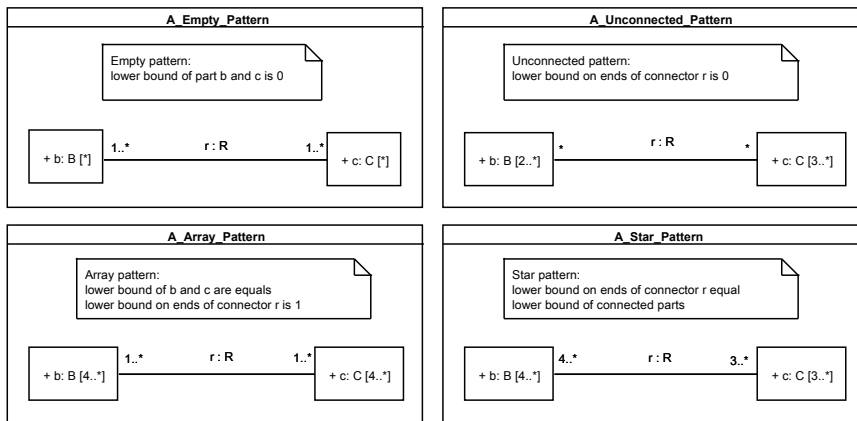 A_Empty_Pattern
Empty pattern:
lower bound of part b and c is 0
+ b: B [*]
1..*
r : R
1..*
+ c: C [*]
A_Unconnected_Pattern
Unconnected pattern:
lower bound on ends of connector r is 0
+ b: B [2..*]
*
r : R
*
+ c: C [3..*]
A_Array_Pattern
Array pattern:
lower bound of b and c are equals
lower bound on ends of connector r is 1
+ b: B [4..*]
1..*
r : R
1..*
+ c: C [4..*]
A_Star_Pattern
Star pattern:
lower bound on ends of connector r equal
lower bound of connected parts
+ b: B [4..*]
4..*
r : R
3..*
+ c: C [3..*]